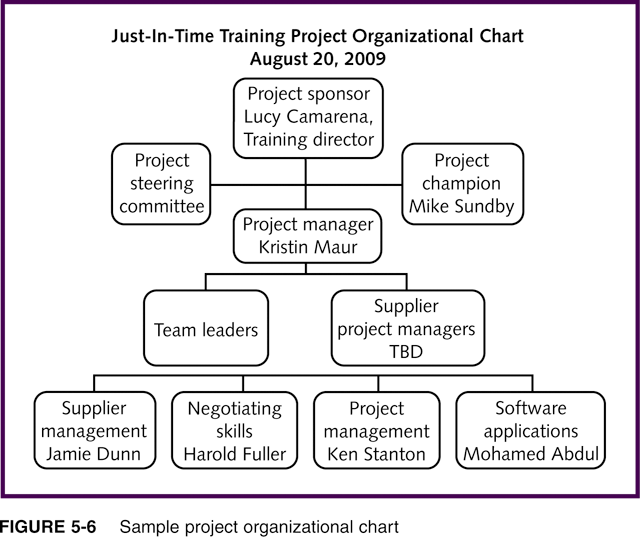 Just-In-Time Training Project Organizational Chart
August 20, 2009
Project sponsor
Lucy Camarena,
Training director
Project
steering
committee
Project
champion
Mike Sundby
Project manager
Kristin Maur
Team leaders
Supplier
project managers
TBD
Supplier
management
Jamie Dunn
Negotiating
skills
Harold Fuller
Project
management
Ken Stanton
Software
applications
Mohamed Abdul
FIGURE 5-6 Sample project organizational chart